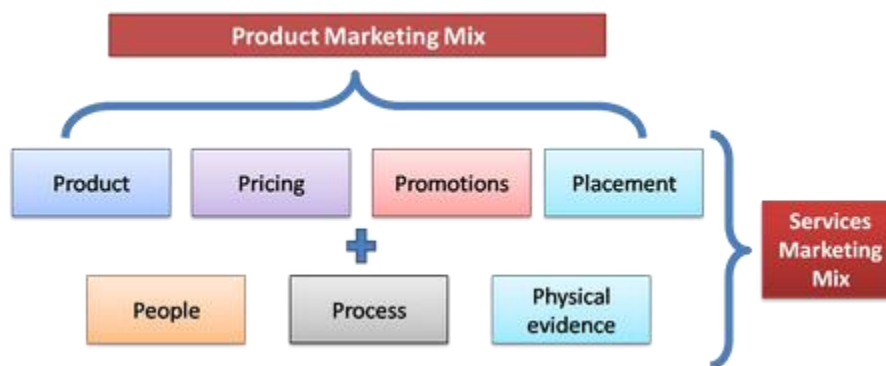 Product Marketing Mix
Product
Pricing
Promotions
Placement
Services
Marketing
Mix
People
Process
Physical
evidence